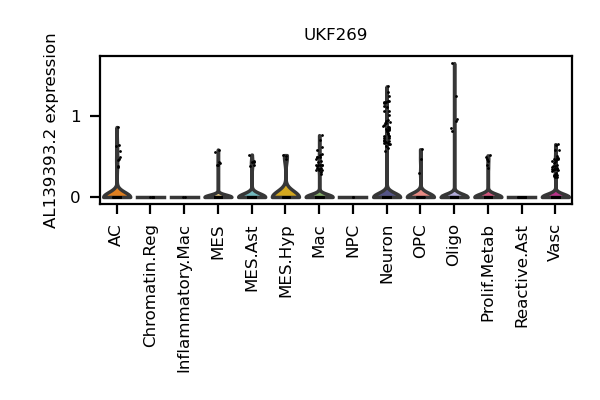 UKF269
AL139393.2 expression
1
0
AC
Chromatin.Reg
Inflammatory.Mac
MES
MES.Ast
MES.Hyp
Mac
NPC
Neuron
OPC
Oligo
Prolif.Metab
Reactive.Ast
Vasc